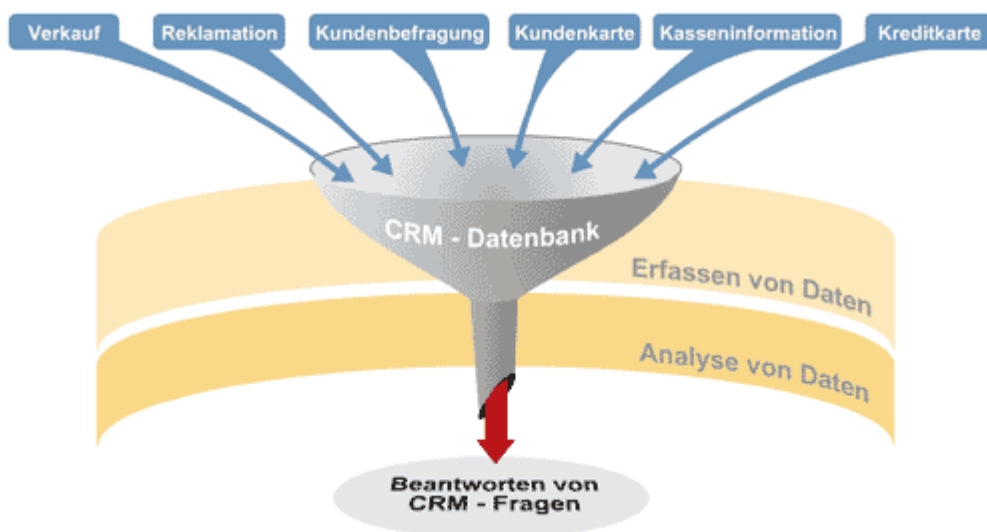 Verkauf
Reklamation
Kundenbefragung
Kundenkarte
Kasseninformation
Kreditkarte
CRM - Datenbank
Erfassen von Daten
Analyse von Daten
Beantworten von
CRM - Fragen